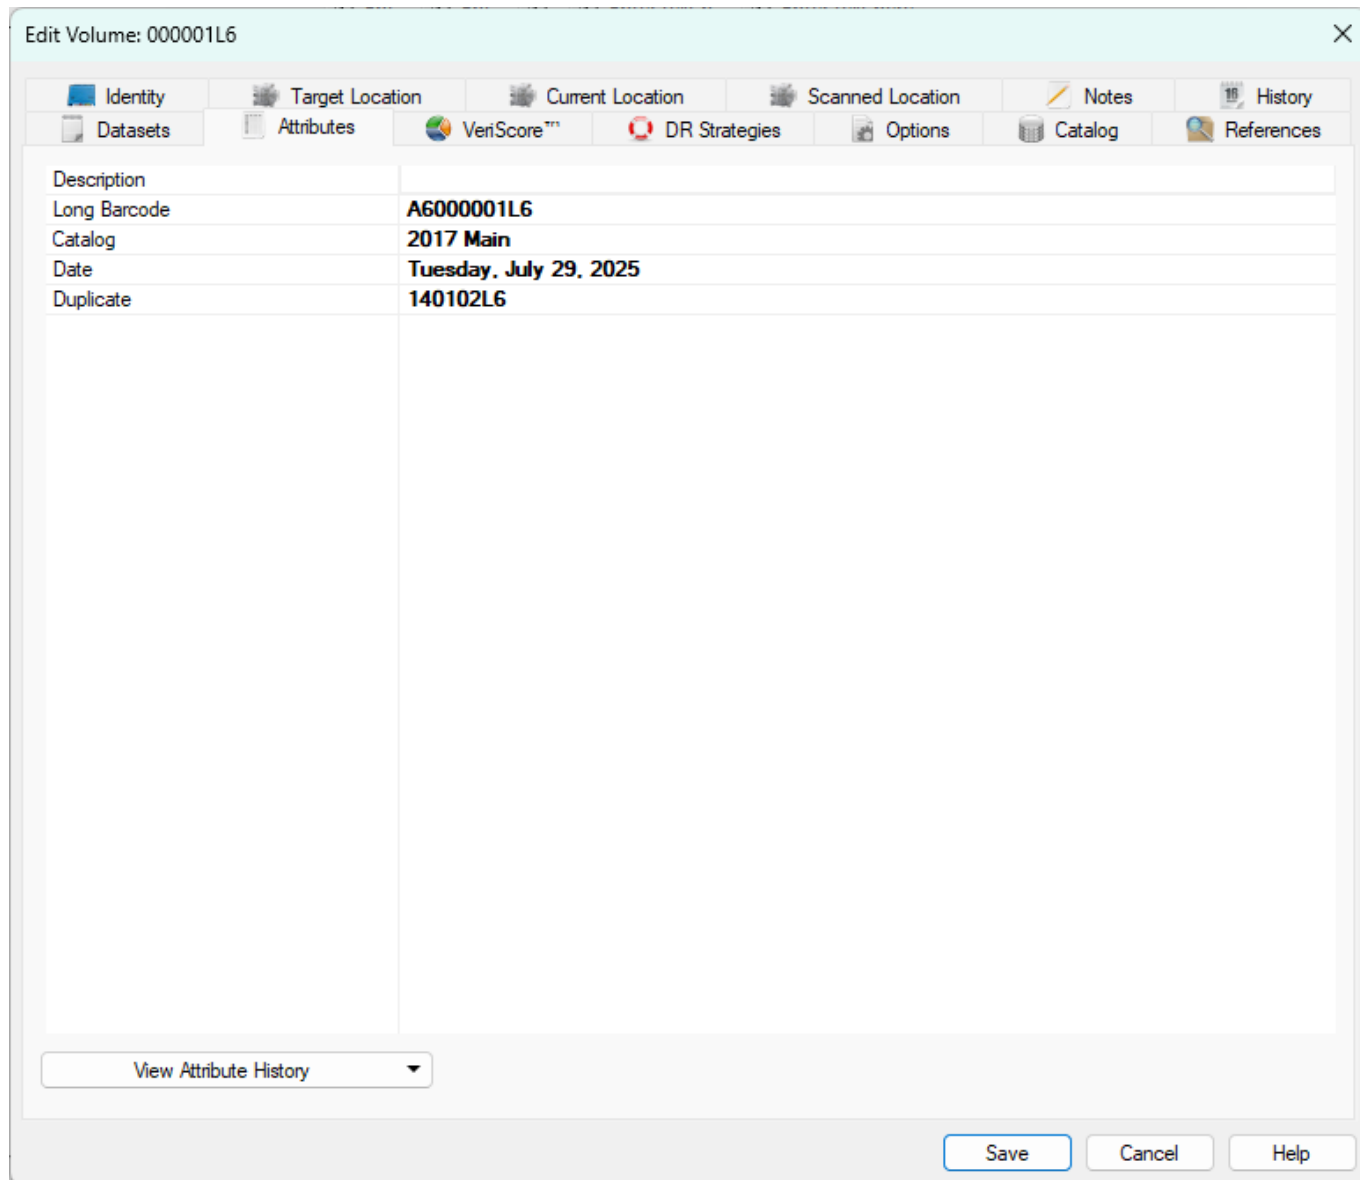 Edit Volume: 000001L6
Identity Target Location Current Location Scanned Location Notes History
Datasets Attributes VeriScore™ DR Strategies Options Catalog References
Description
Long Barcode A6000001L6
Catalog 2017 Main
Date Tuesday, July 29, 2025
Duplicate 140102L6
View Attribute History
Save Cancel Help